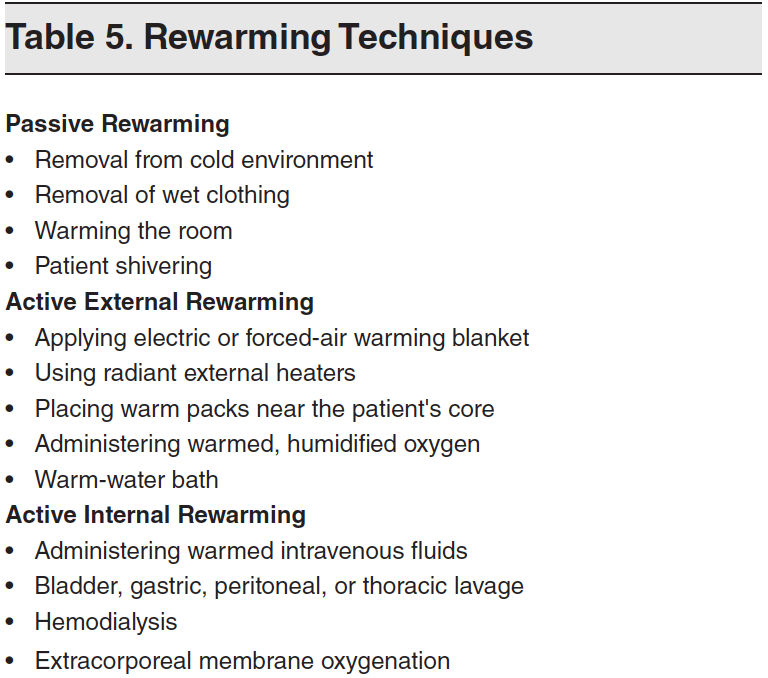 Table 5. Rewarming Techniques
Passive Rewarming
• Removal from cold environment
• Removal of wet clothing
• Warming the room
• Patient shivering
Active External Rewarming
• Applying electric or forced-air warming blanket
• Using radiant external heaters
• Placing warm packs near the patient's core
• Administering warmed, humidified oxygen
• Warm-water bath
Active Internal Rewarming
• Administering warmed intravenous fluids
• Bladder, gastric, peritoneal, or thoracic lavage
• Hemodialysis
• Extracorporeal membrane oxygenation